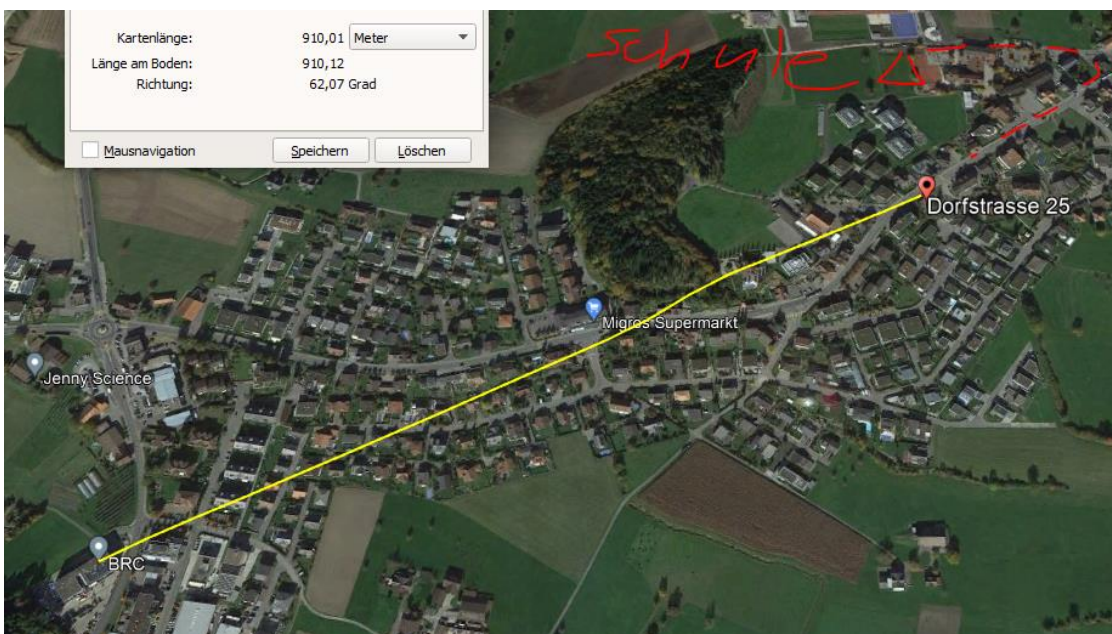 Kartenlänge: 910,01 Meter
Länge am Boden: 910,12
Richtung: 62,07 Grad
Mausnavigation Speichern Löschen
Schule
Dorfstrasse 25
Migros Supermarkt
Jenny Science
BRC